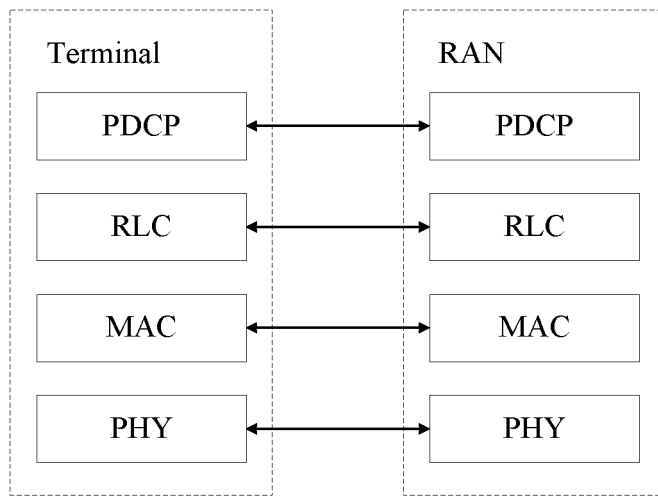 Terminal
RAN
PDCP
PDCP
RLC
RLC
MAC
MAC
PHY
PHY